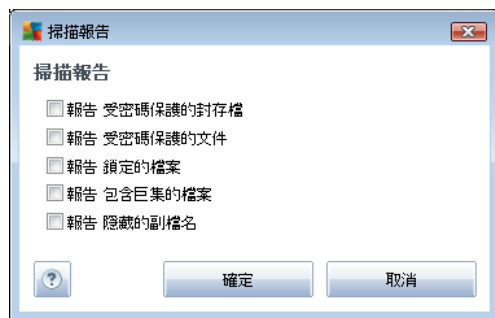 掃描報告
掃描報告
報告 受密碼保護的封存檔
報告 受密碼保護的文件
報告 鎖定的檔案
報告 包含巨集的檔案
報告 隱藏的副檔名
?
確定
取消